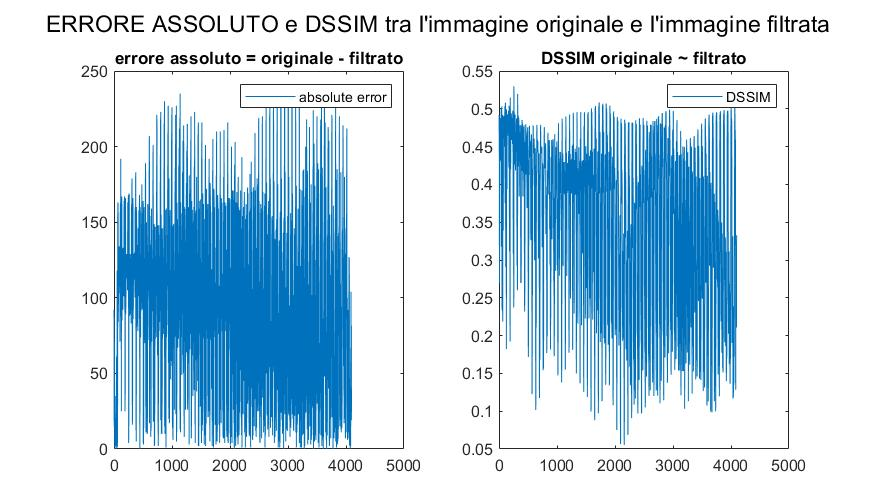 ERRORE ASSOLUTO e DSSIM tra l'immagine originale e l'immagine filtrata
errore assoluto = originale - filtrato
250
200
150
100
50
0
0 1000 2000 3000 4000 5000
absolute error
DSSIM originale ~ filtrato
0.55
0.5
0.45
0.4
0.35
0.3
0.25
0.2
0.15
0.1
0.05
0 1000 2000 3000 4000 5000
DSSIM